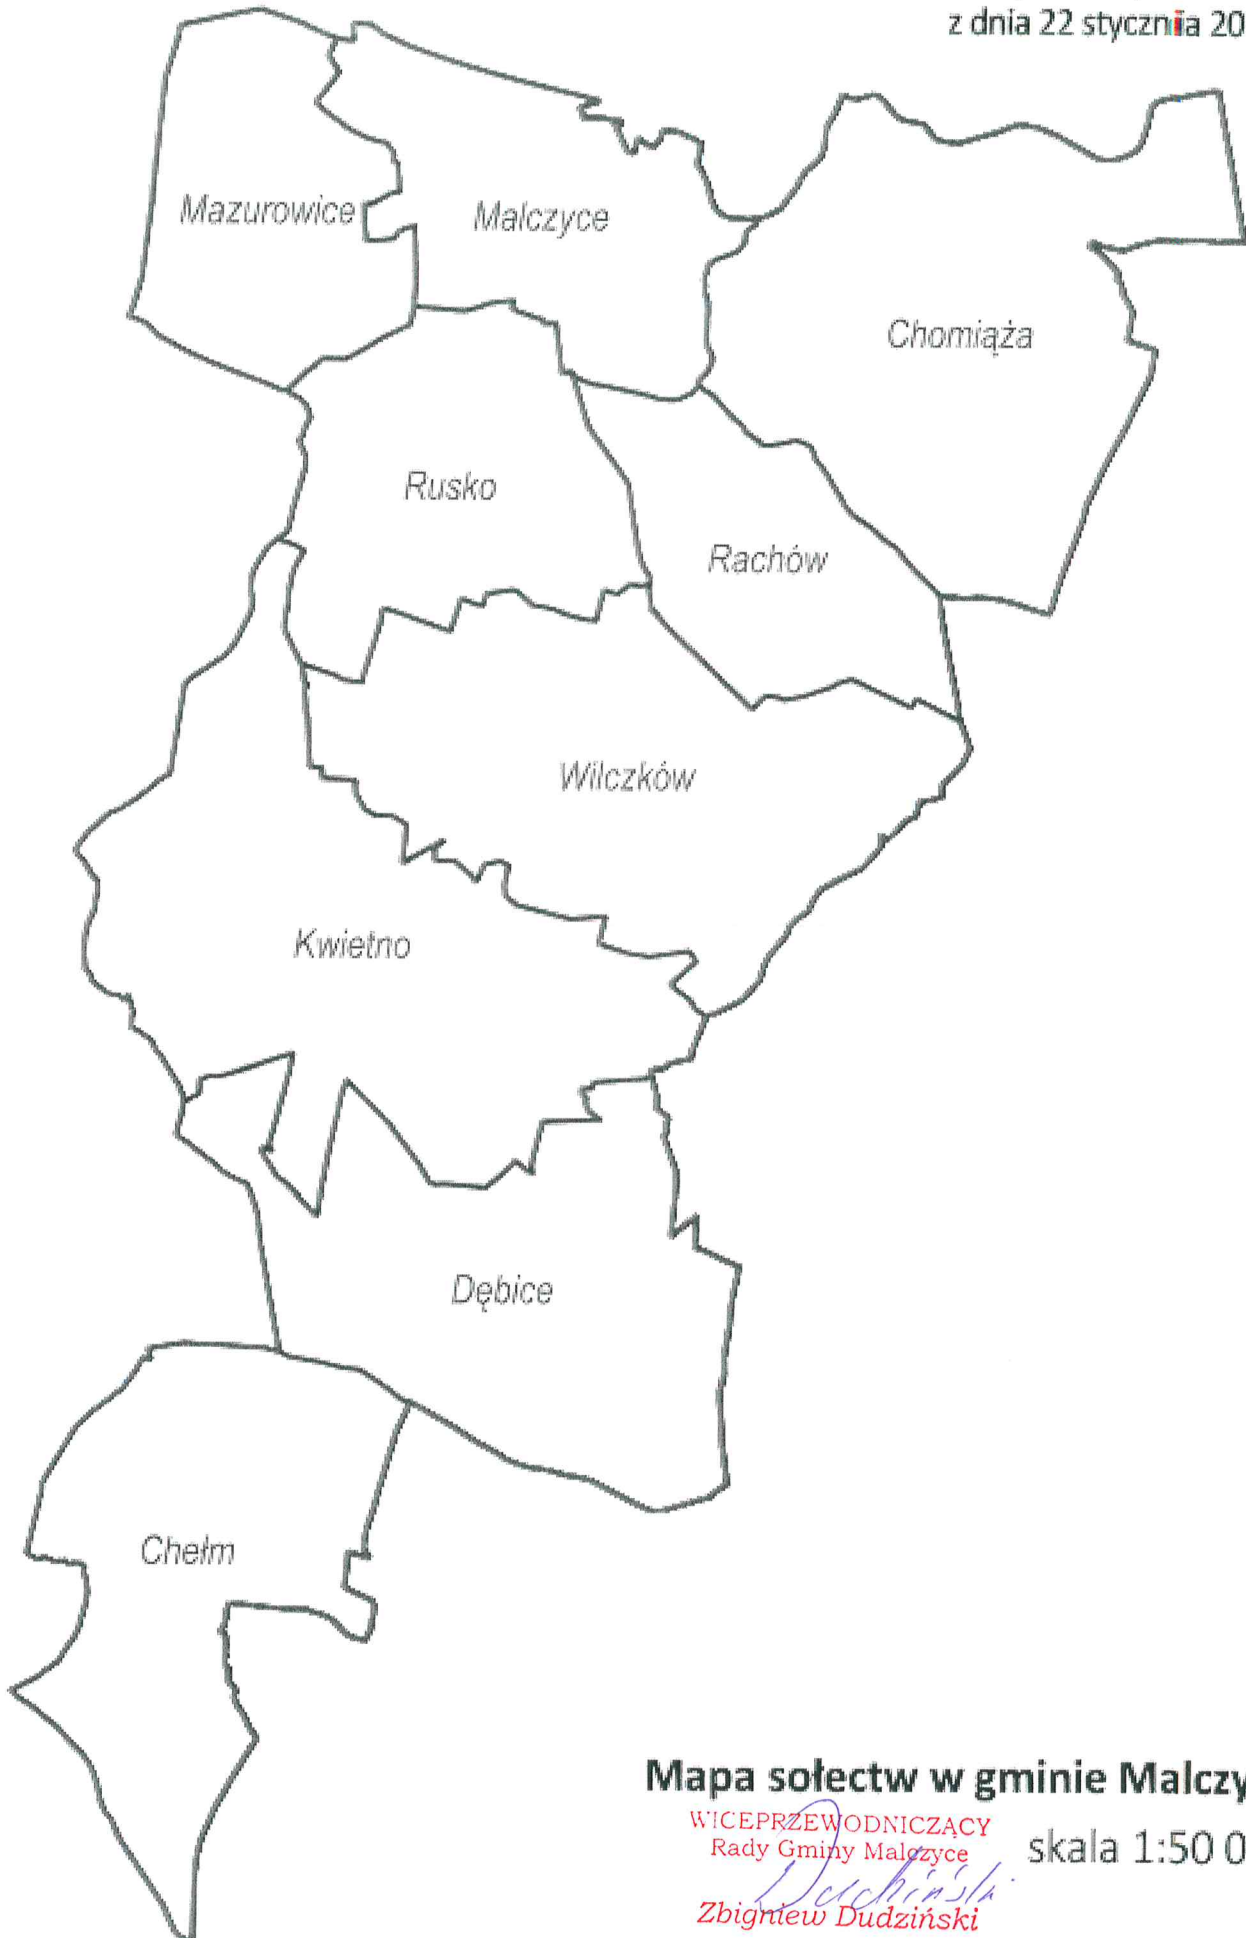 z dnia 22 stycznia 20
Mazurowice
Malczyce
Chomiąża
Rusko
Rachów
Wilczków
Kwietno
Dębice
Chełm
Mapa sołectw w gminie Malczy
WICEPRZEWODNICZĄCY
Rady Gminy Malczyce
skala 1:50 0
Zbigniew Dudziński